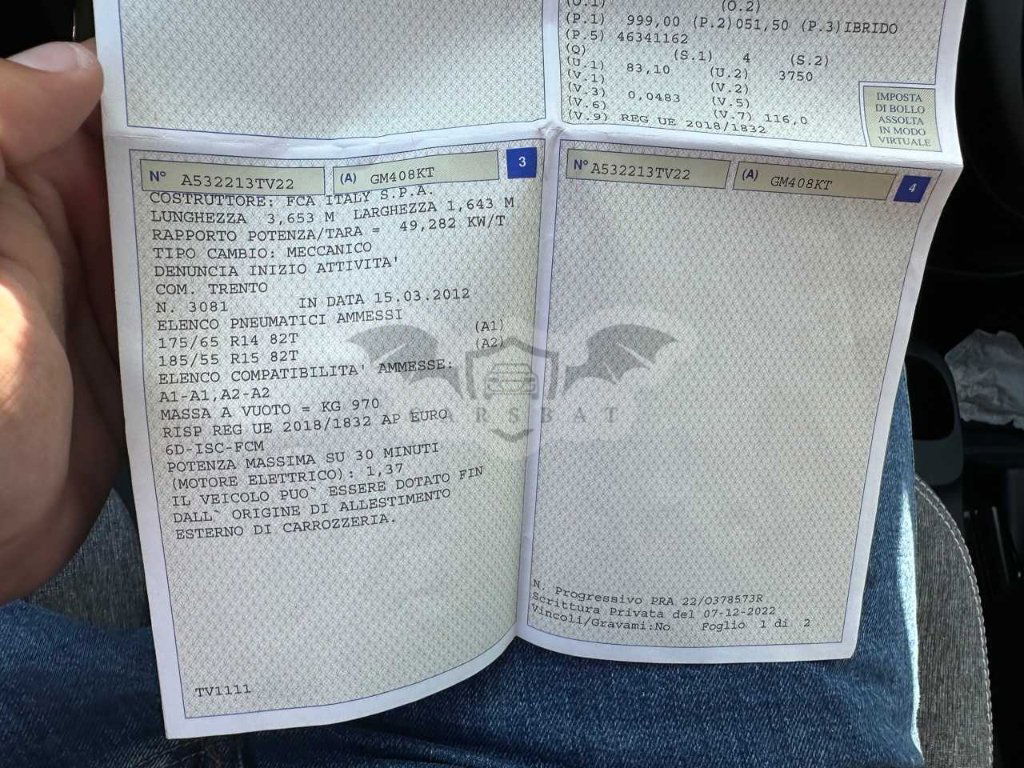 (O.1) (O.2)
(P.1) 999,00 (P.2)051,50 (P.3)IBRIDO
(P.5) 46341162
(Q) (S.1) 4 (S.2)
(U.1) 83,10 (U.2) 3750
(V.1) (V.2)
(V.3) 0,0483 (V.5)
(V.6) (V.7) 116,0
(V.9) REG UE 2018/1832
IMPOSTA
DI BOLLO
ASSOLTA
IN MODO
VIRTUALE
N° A532213TV22 (A) GM408KT 3
COSTRUTTORE: FCA ITALY S.P.A.
LUNGHEZZA 3,653 M LARGHEZZA 1,643 M
RAPPORTO POTENZA/TARA = 49,282 KW/T
TIPO CAMBIO: MECCANICO
DENUNCIA INIZIO ATTIVITA'
COM. TRENTO
N. 3081 IN DATA 15.03.2012
ELENCO PNEUMATICI AMMESSI
175/65 R14 82T (A1)
185/55 R15 82T (A2)
ELENCO COMPATIBILITA' AMMESSE:
A1-A1,A2-A2
MASSA A VUOTO = KG 970
RISP REG UE 2018/1832 AP EURO
6D-ISC-FCM
POTENZA MASSIMA SU 30 MINUTI
(MOTORE ELETTRICO): 1,37
IL VEICOLO PUO` ESSERE DOTATO FIN
DALL` ORIGINE DI ALLESTIMENTO
ESTERNO DI CARROZZERIA.
TV1111
N° A532213TV22 (A) GM408KT 4
N. Progressivo PRA 22/O378573R
Scrittura Privata del 07-12-2022
Vincoli/Gravami:No Foglio 1 di 2
CARSBAT